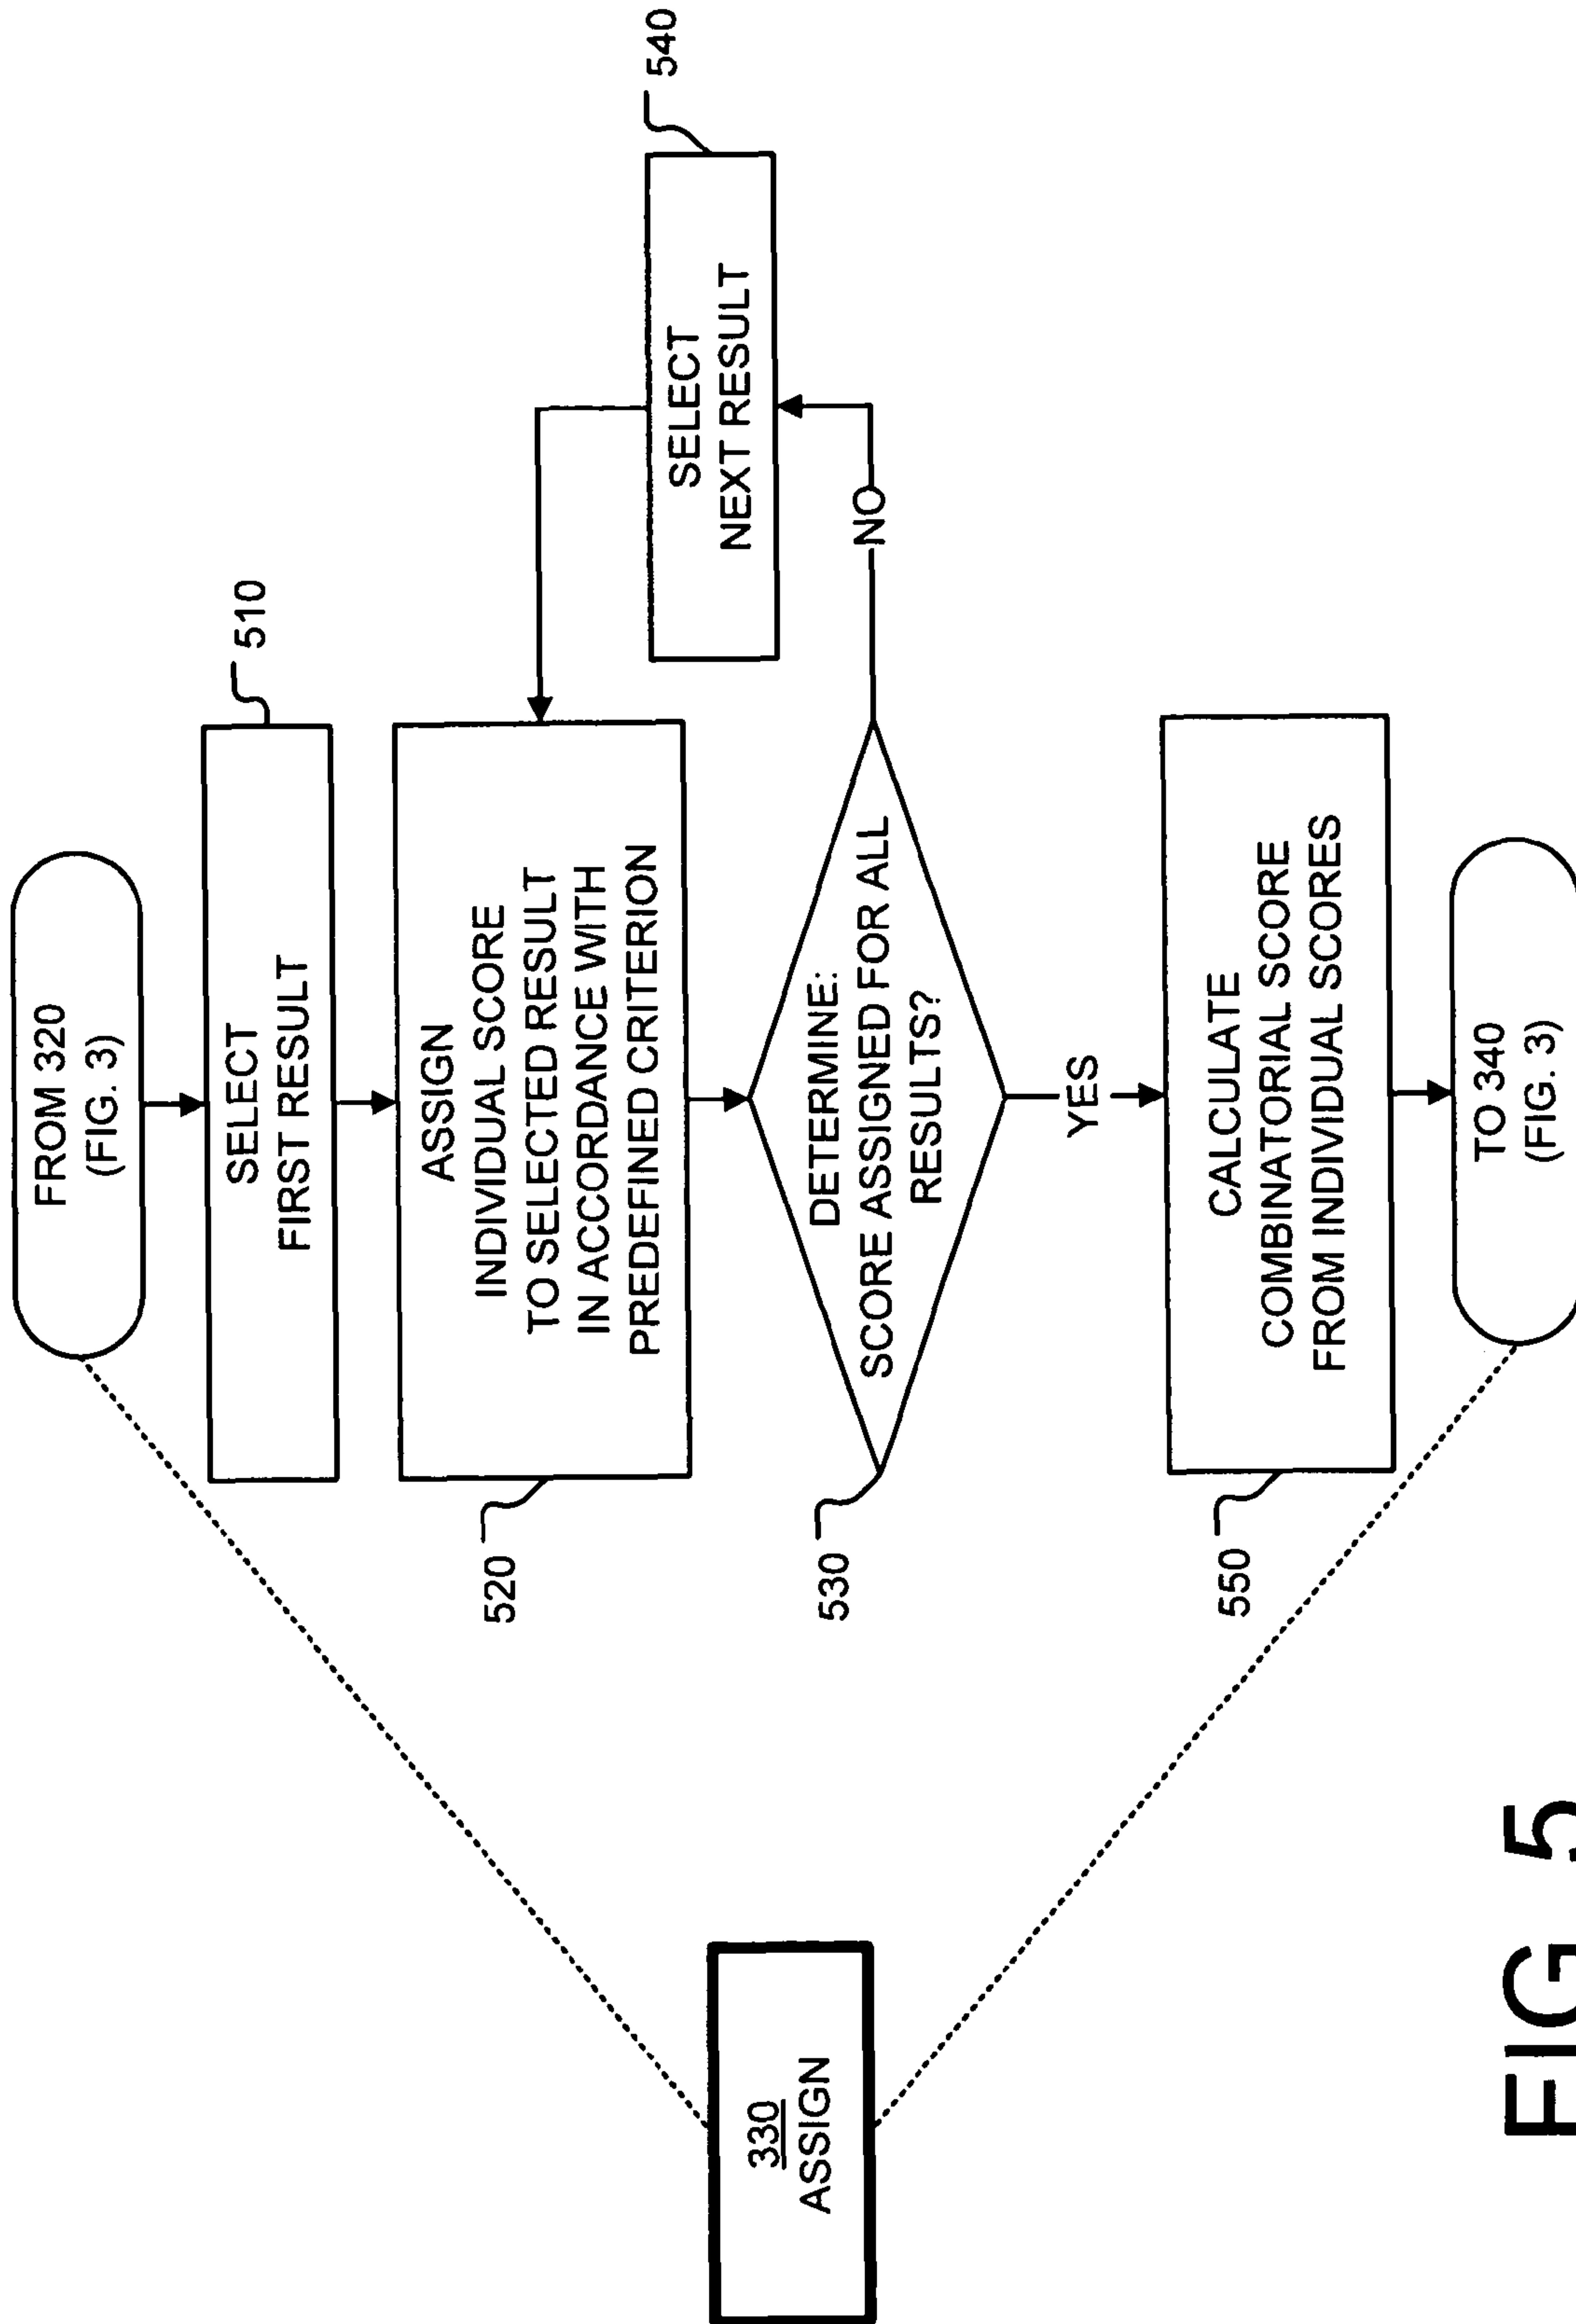 FROM 320
(FIG. 3)
510
SELECT
FIRST RESULT
520
ASSIGN
INDIVIDUAL SCORE
TO SELECTED RESULT
IN ACCORDANCE WITH
PREDEFINED CRITERION
540
SELECT
NEXT RESULT
330
ASSIGN
530
DETERMINE:
SCORE ASSIGNED FOR ALL
RESULTS?
NO
YES
550
CALCULATE
COMBINATORIAL SCORE
FROM INDIVIDUAL SCORES
TO 340
(FIG. 3)
FIG 5